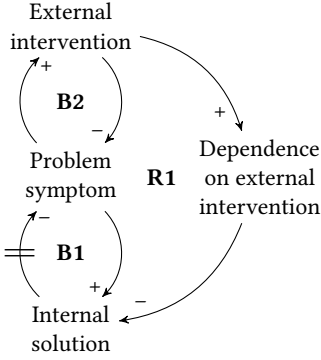 External
intervention
+
B2
−
+
Problem
symptom
Dependence
on external
intervention
R1
−
B1
+
−
Internal
solution